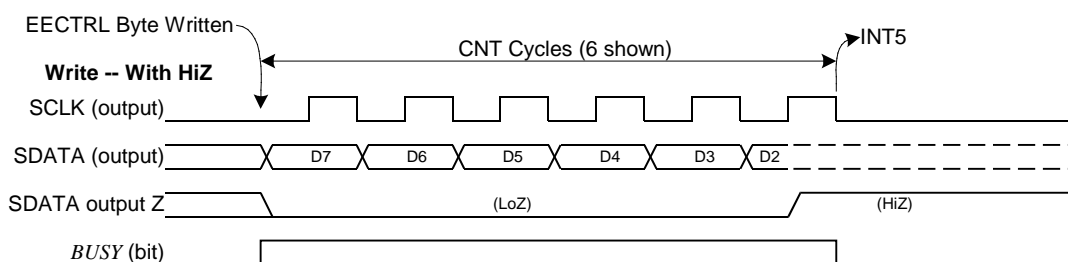 EECTRL Byte Written
CNT Cycles (6 shown)
INT5
Write -- With HiZ
SCLK (output)
SDATA (output)
D7
D6
D5
D4
D3
D2
SDATA output Z
(LoZ)
(HiZ)
BUSY (bit)